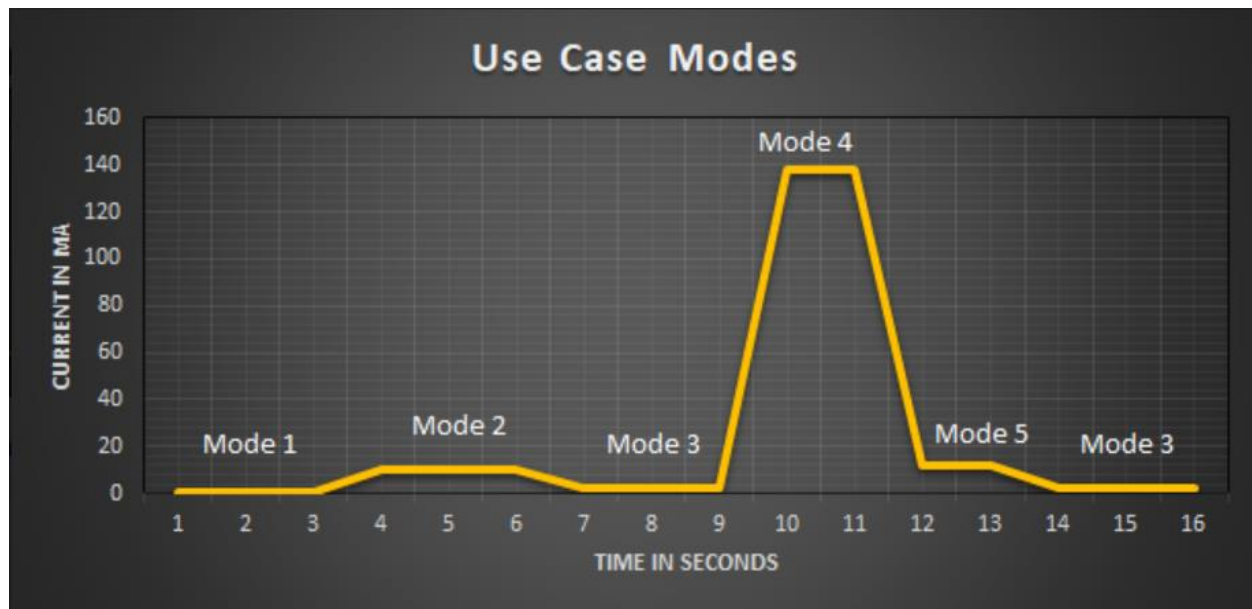 Use Case Modes
160
140
120
100
80
60
40
20
0
CURRENT IN MA
Mode 1
Mode 2
Mode 3
Mode 4
Mode 5
Mode 3
1 2 3 4 5 6 7 8 9 10 11 12 13 14 15 16
TIME IN SECONDS